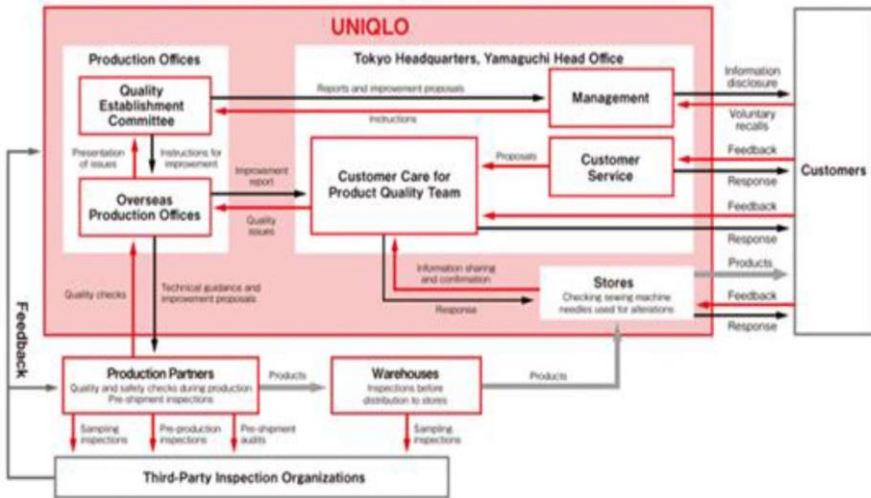 UNIQLO
Production Offices
Tokyo Headquarters, Yamaguchi Head Office
Quality
Establishment
Committee
Reports and improvement proposals
Instructions
Management
Information
disclosure
Voluntary
recalls
Presentation
of issues
Instructions for
improvement
Improvement
report
Quality
issues
Customer Care for
Product Quality Team
Proposals
Customer
Service
Feedback
Response
Customers
Overseas
Production Offices
Feedback
Response
Quality checks
Technical guidance and
improvement proposals
Information sharing
and confirmation
Response
Stores
Checking sewing machine
needles used for alterations
Products
Feedback
Response
Feedback
Production Partners
Quality and safety checks during production
Pre-shipment inspections
Products
Warehouses
Inspections before
distribution to stores
Products
Sampling
inspections
Pre-production
inspections
Pre-shipment
audits
Sampling
inspections
Third-Party Inspection Organizations